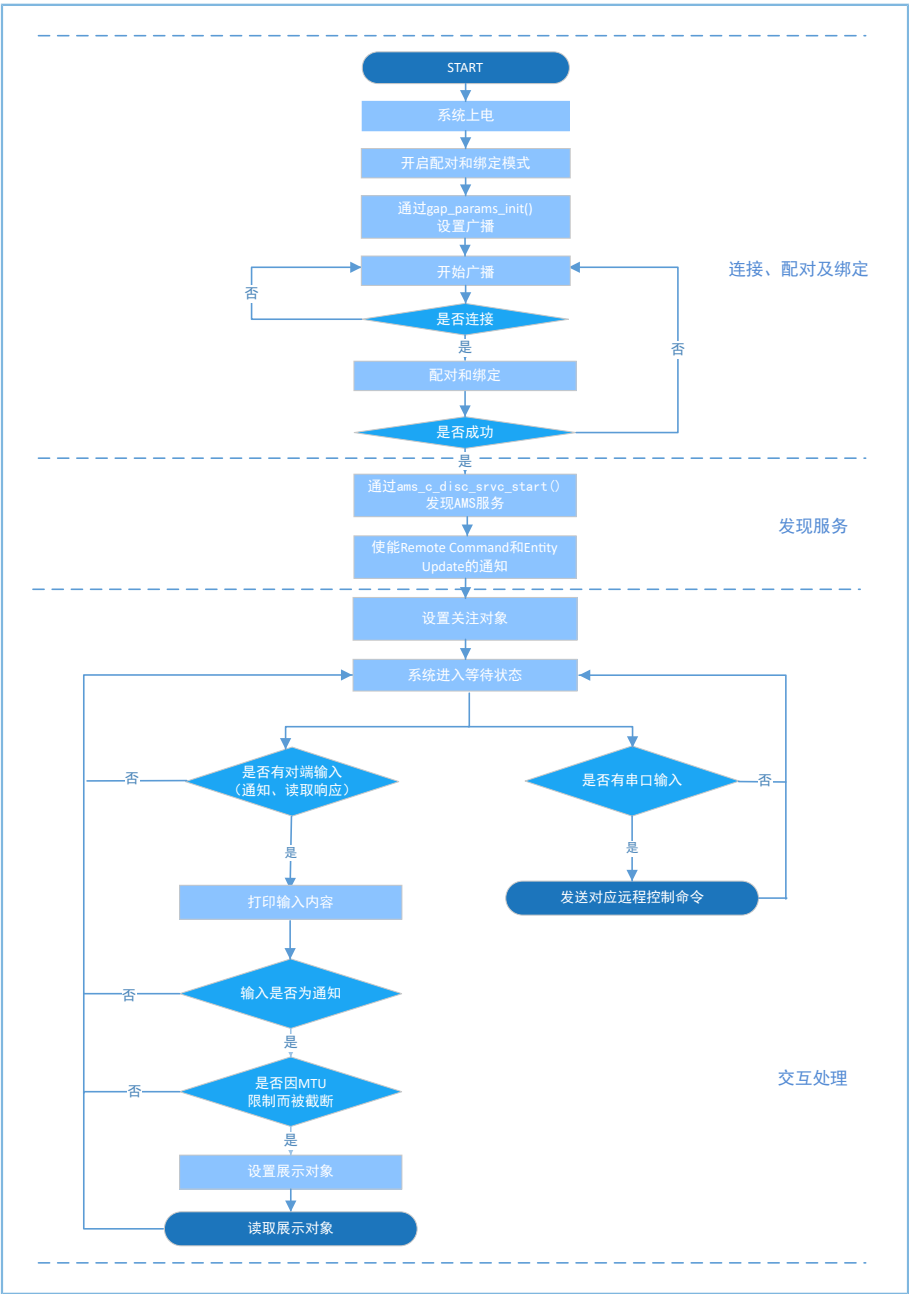 START
系统上电
开启配对和绑定模式
通过gap_params_init()
设置广播
开始广播
连接、配对及绑定
否
是否连接
是
否
配对和绑定
是否成功
是
通过ams_c_disc_srvc_start()
发现AMS服务
发现服务
使能Remote Command和Entity
Update的通知
设置关注对象
系统进入等待状态
否
是否有对端输入
（通知、读取响应）
是否有串口输入
否
是
是
打印输入内容
发送对应远程控制命令
否
输入是否为通知
是
交互处理
否
是否因MTU
限制而被截断
是
设置展示对象
读取展示对象